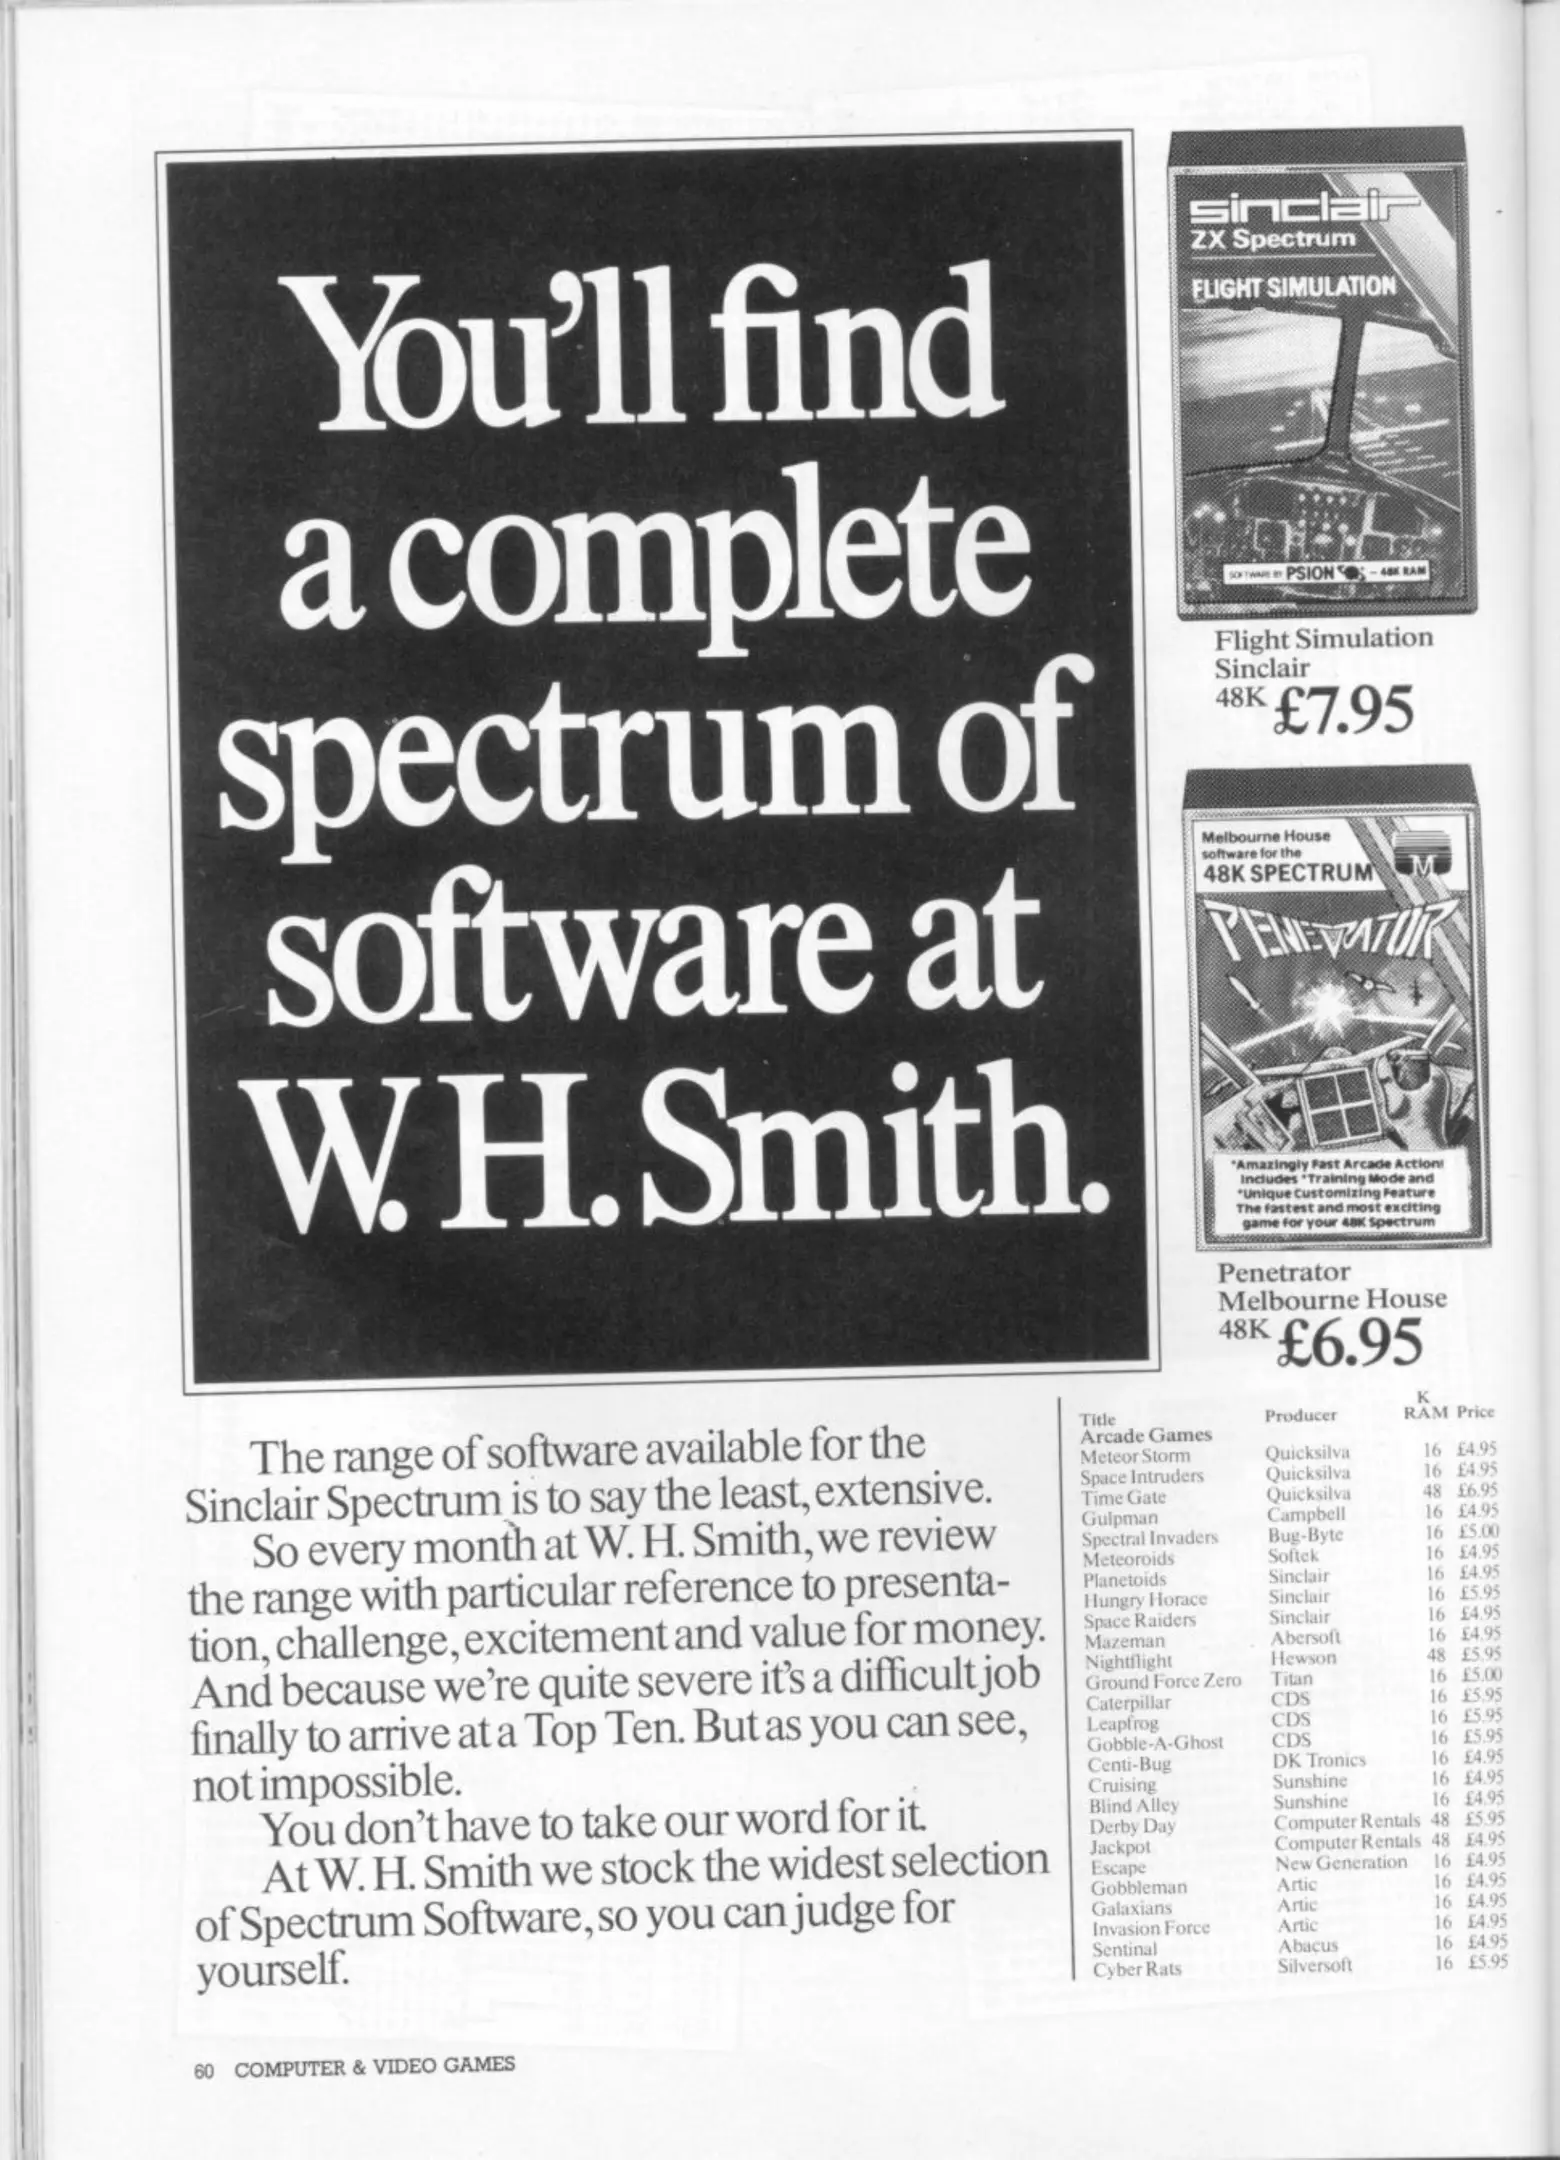 You'll find
a complete
spectrum of
software at
W.H.Smith.
sinclair
ZX Spectrum
FLIGHT SIMULATION
SOFTWARE BY PSION - 48K RAM
Flight Simulation
Sinclair
48K £7.95
Melbourne House
software for the
48K SPECTRUM
M
PENETRATOR
*Amazingly Fast Arcade Action!
Includes *Training Mode and
*Unique Customizing Feature
The fastest and most exciting
game for your 48K Spectrum
Penetrator
Melbourne House
48K £6.95
The range of software available for the
Sinclair Spectrum is to say the least, extensive.
So every month at W. H. Smith, we review
the range with particular reference to presenta-
tion, challenge, excitement and value for money.
And because we're quite severe it's a difficult job
finally to arrive at a Top Ten. But as you can see,
not impossible.
You don't have to take our word for it.
At W. H. Smith we stock the widest selection
of Spectrum Software, so you can judge for
yourself.
K
Title Producer RAM Price
Arcade Games
Meteor Storm Quicksilva 16 £4.95
Space Intruders Quicksilva 16 £4.95
Time Gate Quicksilva 48 £6.95
Gulpman Campbell 16 £4.95
Spectral Invaders Bug-Byte 16 £5.00
Meteoroids Softek 16 £4.95
Planetoids Sinclair 16 £4.95
Hungry Horace Sinclair 16 £5.95
Space Raiders Sinclair 16 £4.95
Mazeman Abersoft 16 £4.95
Nightflight Hewson 48 £5.95
Ground Force Zero Titan 16 £5.00
Caterpillar CDS 16 £5.95
Leapfrog CDS 16 £5.95
Gobble-A-Ghost CDS 16 £5.95
Centi-Bug DK Tronics 16 £4.95
Cruising Sunshine 16 £4.95
Blind Alley Sunshine 16 £4.95
Derby Day Computer Rentals 48 £5.95
Jackpot Computer Rentals 48 £4.95
Escape New Generation 16 £4.95
Gobbleman Artic 16 £4.95
Galaxians Artic 16 £4.95
Invasion Force Artic 16 £4.95
Sentinal Abacus 16 £4.95
Cyber Rats Silversoft 16 £5.95
60 COMPUTER & VIDEO GAMES